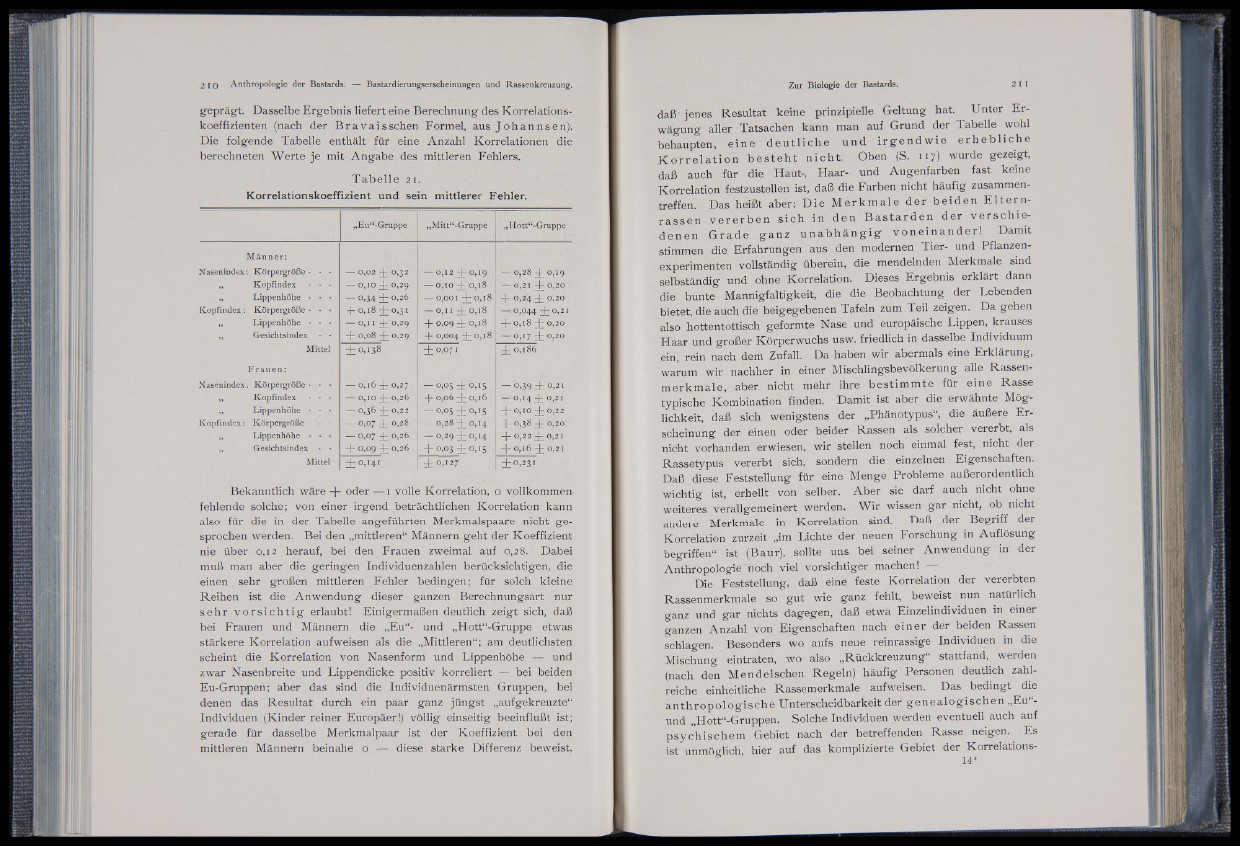 210 Anthropologie der Bastards. — Bastardierungserscheinungen und Rassenkreuzung.
geprägt. Dasselbe Ergebnis liefert eine Berechnung des Korrelations-
koeffizienten (nach der Bravaisschen Formel, aus Johannsen).
Die folgende Tabelle enthält für eine Anzahl Korrelationen die
berechneten Werte je mit Angabe des mittleren Fehlers.
Tabelle 21.
Korrelationskoeffizient und sein mittlerer Fehler.
„Eu“-Gruppe „Mitt“-Gruppe „Hott“-Gruppe
Männer:
Nasenindex: Körpergröße — 0,02 ± 0,32 — 0,12 ± 0,19 — 0,28 ± 0,19
„ Kopfindex — 0,10 ± 0,29 — 0,10 ± 0,18 — 0,21 ± 0,20
„ Lippenhöhe — 0,34 ± 0,26 — 0,001 ± 0,18 + 0,24 ± 0,20
Kopfindex: Körpergröße + 0,18 ± 0,31 — 0,11 ± 0,18 — 0,044 ± 0,21
„ Lippenhöhe — 0,11 ± 0,29 + 0,09 ± 0,18 + 0,18 ± 0,20
„ Gesichtsindex + 0,08 ± 0,29 + 0,004 ± 0,18 — 0,17 ± 0,20
Mittel ± 0,138 ± 0,071 ± 0,186
Frauen:
Nasenindex: Körpergröße — 0,16 ± 0,27 — 0,05 ± 0,15 — 0,39 ± 0,21
„ Kopfindex — 0,10 ± 0,26 + 0,06 ± 0,16 — 0,14 ± 0,21
„ Lippenhöhe — 0,36 ± 0,22 — 0,05 ± 0,15 + 0,10 ± 0,22
Kopfindex: Körpergröße — 0,07 ± 0,28 — 0,28 ± 0,14 + 0,38 ± 0,20
„ Lippenhöhe — 0,07 ± 0,26 — 0,29 ± 0,14 + 0,22 ± 0,21
„ Gesichtsindex + 0,09 ± 0,26 + 0,03 ± 0,15 + 0,16 ± 0,21
Mittel ± 0,141 ± 0,127 ± 0,231
Bekanntlich wäre + oder — 1 volle Korrelation, 0 vollkommen
fehlende solche; von einer irgend beträchtlichen Korrelation kann
also für die in der Tabelle angeführten Merkmalspaare nicht ge-
sprochen werden. Bei den „mittleren“ Männern geht der Koeffizient
nie über 0,12 herauf, bei den Frauen zweimal auf 0,28. Dabei
muß man aber die geringen Individuenzahlen berücksichtigen, die
einen sehr großen mittleren Fehler bedingen; für solch kleine
Reihen ist die Anwendung dieser ganzen Berechnungsart nur
sehr vorsichtig erlaubt! Einigermaßen deutlich zeigt sich, daß
bei Frauen und Männern die „Eu“- und „Hott“-Gruppe etwas
stärkere Korrelation aufweisen als die „Mittleren“; am deutlichsten
scheint die Korrelation von Nasenform und Lippenhöhe — und
zwar Nasenbreite und Lippendicke positiv korreliert — bei beiden
Eu-Gruppen; aber das sind die Individuenärmsten Gruppen, bei
denen das Resultat durch ein paar ganz jüngst „aufgekreuzte“
Individuen (Kinder reiner Europäer!) völlig einseitig beeinflußt ist;
gerade für dasselbe Merkmalpaar ist der Koeffizient bei den
mittleren Männern beinahe 0 — diese starke Differenz beweist,
Zur Biologie der Bastards. 211
daß jenes Resultat keine prinzipielle Geltung hat. Unter Er-
wägung aller Tatsachen kann man auf Grund der Tabelle wohl
behaupten, eine deutliche und irgendwie erhebliche
Korrelation besteht nicht. Oben (S. 117) wurde gezeigt,
daß auch für die Haut-, Haar- und Augenfarben fast keine
Korrelation festzustellen ist, daß die Farben nicht häufig zusammen-
treffen. Das heißt aber: Die Merkmale der beiden Eltern-
rassen vererben sich in den Bastarden der verschie-
denen Grade ganz unabhängig voneinander! Damit
stimmen die Erfahrungen aus den modernen Tier- und Pflanzen-
experimenten vollständig überein, die mendelnden Merkmale sind
selbständig und ohne Korrelation. Dieses Ergebnis erklärt dann
die bunte Mannigfaltigkeit, die die Beobachtung der Lebenden
bietet, die auch die beigegebenen Tafeln zum Teil zeigen. Da gehen
also hottentottisch geformte Nase und europäische Lippen, krauses
Haar und großer Körperwuchs usw. friedlich in dasselbe Individuum
ein, rein nach dem Zufall. Da haben wir abermals eine Erklärung,
warum wir nachher in einer Mischlingsbevölkerung alle Rassen-
merkmale, aber nicht mehr ihre bestimmte für eine Rasse
typische Kombination finden. Damit ist aber die erwähnte Mög-
lichkeit, daß sich wenigstens der „Phänotypus“, die äußere Er-
scheinung der einen oder beider Rassen als solcher vererbt, als
nicht vorhanden erwiesen, wir stellen noch einmal fest, nicht der
Rassetypus vererbt sich, sondern die einzelnen Eigenschaften.
Daß diese Feststellung für eine Menge Probleme außerordentlich
wichtig ist, erhellt von selber. Aber sie darf auch nicht ohne
weiteres verallgemeinert werden. Wir wissen gar nicht, ob nicht
andere Merkmale in Korrelation sind. Daß der Begriff der
Korrelation zurzeit „im Lichte der neuen Forschung in Auflösung
begriffen“ ist (Baur), sollte uns bei seiner Anwendung in der
Anthropologie noch viel vorsichtiger machen! —
Die Feststellung, daß eine feste Korrelation der vererbten
Rassenmerkmale so gut wie ganz fehlt, beweist nun natürlich
ganz und gar nichts dagegen, daß etwa Einzelindividuen in einer
ganzen Anzahl von Eigenschaften nach einer der beiden Rassen
schlagen. Besonders wo aufs neue reinrassige Individuen in die
Mischung eintraten, wo also „Rückkreuzung“ stattfand, werden
(nach den Mendelschen Regeln) häufig Personen deutlich zahl-
reiche einheitliche Rassemerkmale aufweisen. Das bedingt die
anthropologische Unterscheidbarkeit der genealogischen „Eu“-
und „Hott“-Gruppen. Solche Individuen werden eventuell auch auf
psychischem Gebiet nach der betreffenden Rasse neigen. Es
ist unmöglich, hier auf das komplizierte Gebiet der Korrelations-
14*